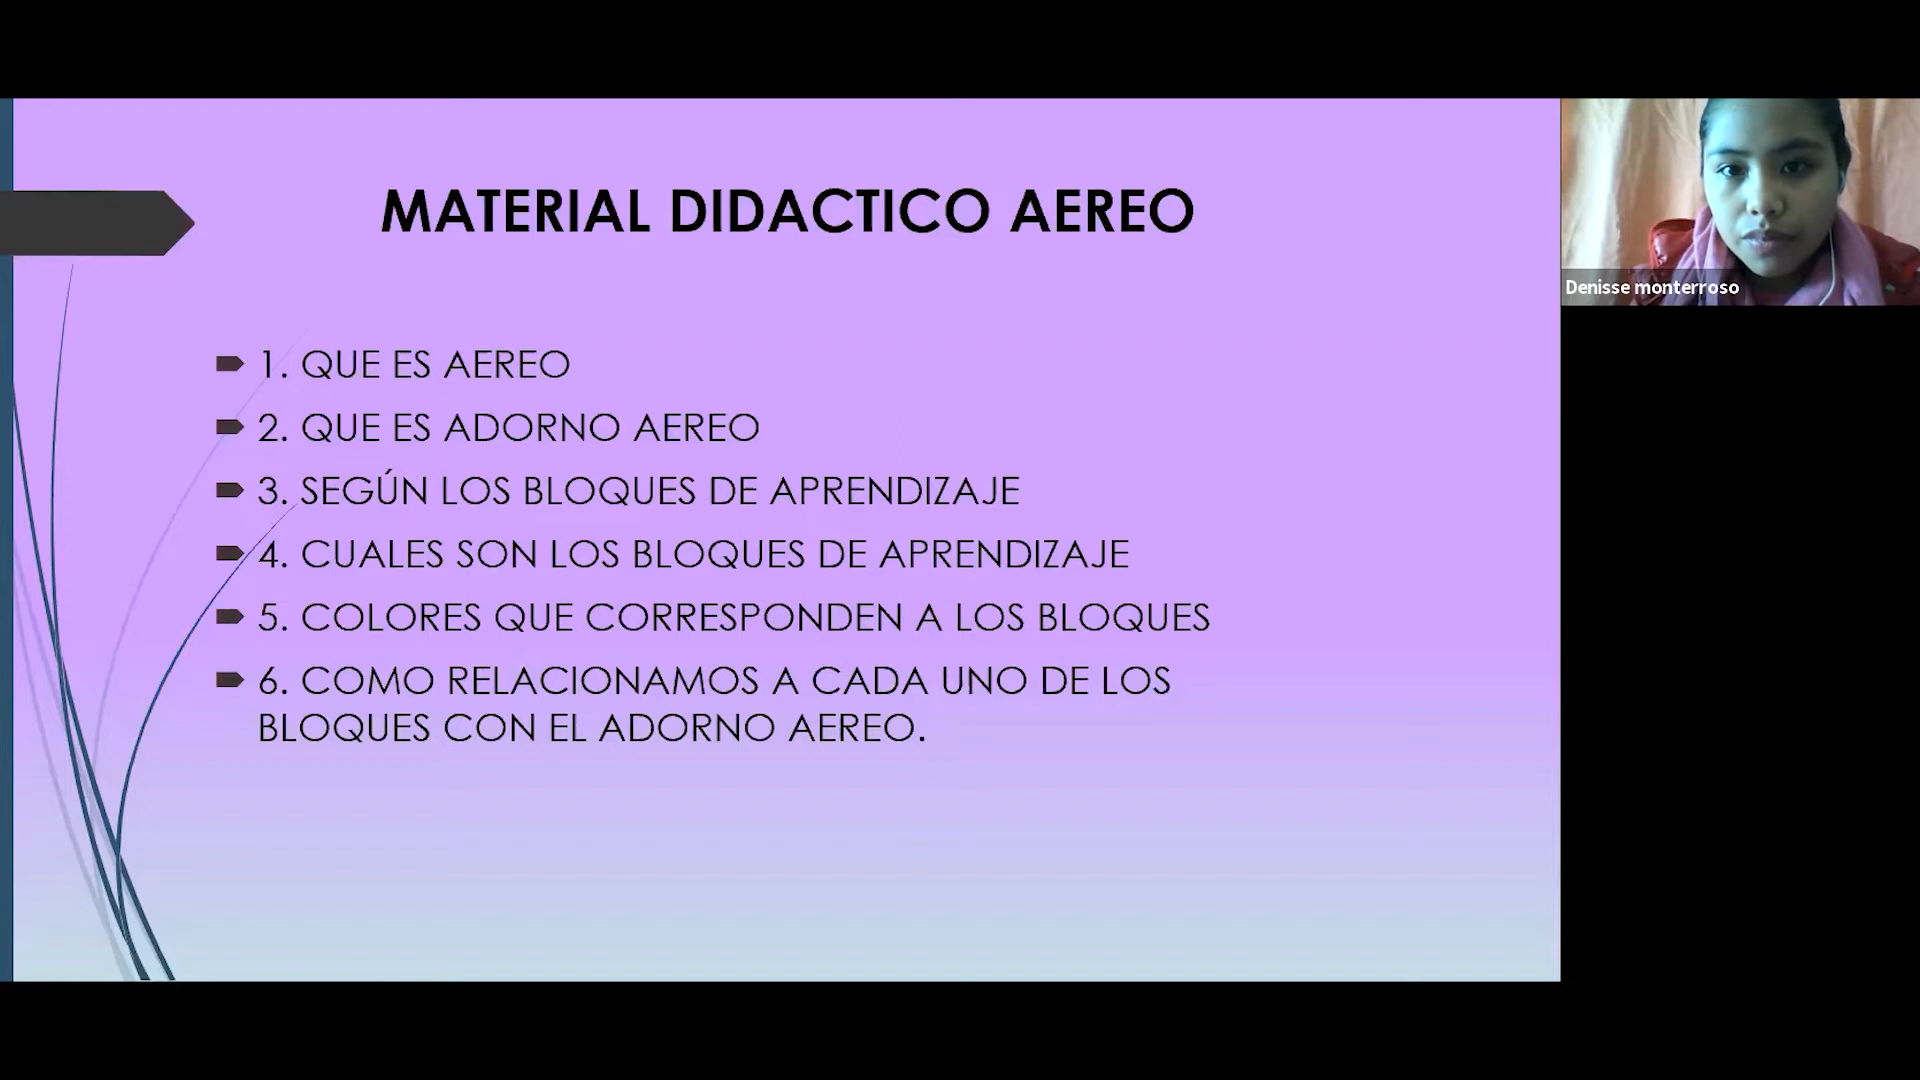 MATERIAL DIDACTICO AEREO
1. QUE ES AEREO
2. QUE ES ADORNO AEREO
3. SEGÚN LOS BLOQUES DE APRENDIZAJE
4. CUALES SON LOS BLOQUES DE APRENDIZAJE
5. COLORES QUE CORRESPONDEN A LOS BLOQUES
6. COMO RELACIONAMOS A CADA UNO DE LOS
BLOQUES CON EL ADORNO AEREO.
Denisse monterroso